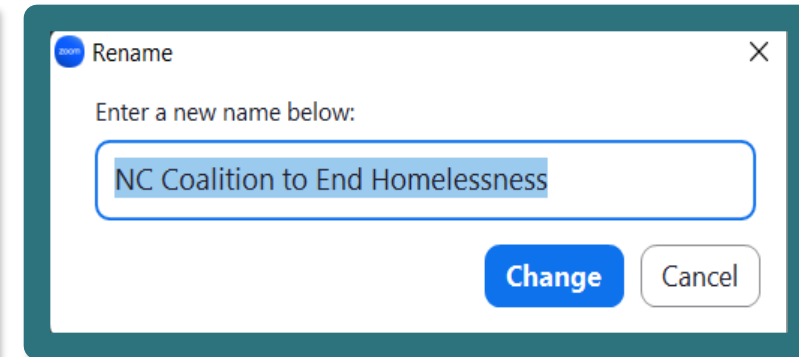 zoom Rename
Enter a new name below:
NC Coalition to End Homelessness
Change Cancel